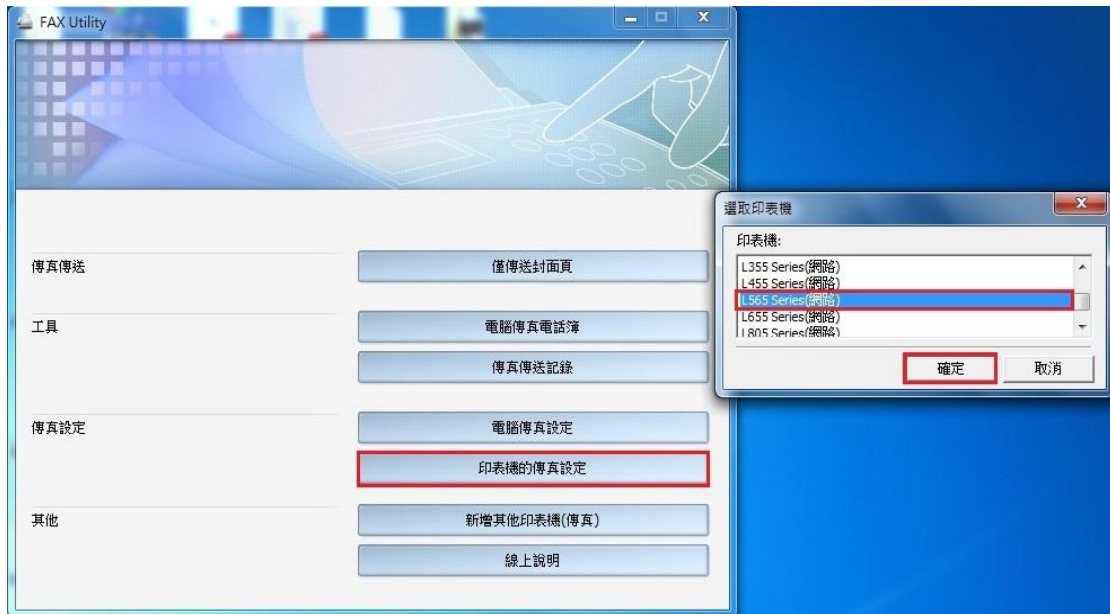 FAX Utility
傳真傳送
僅傳送封面頁
工具
電腦傳真電話簿
傳真傳送記錄
傳真設定
電腦傳真設定
印表機的傳真設定
其他
新增其他印表機(傳真)
線上說明
選取印表機
印表機:
L355 Series(網路)
L455 Series(網路)
L565 Series(網路)
L655 Series(網路)
L805 Series(網路)
確定
取消